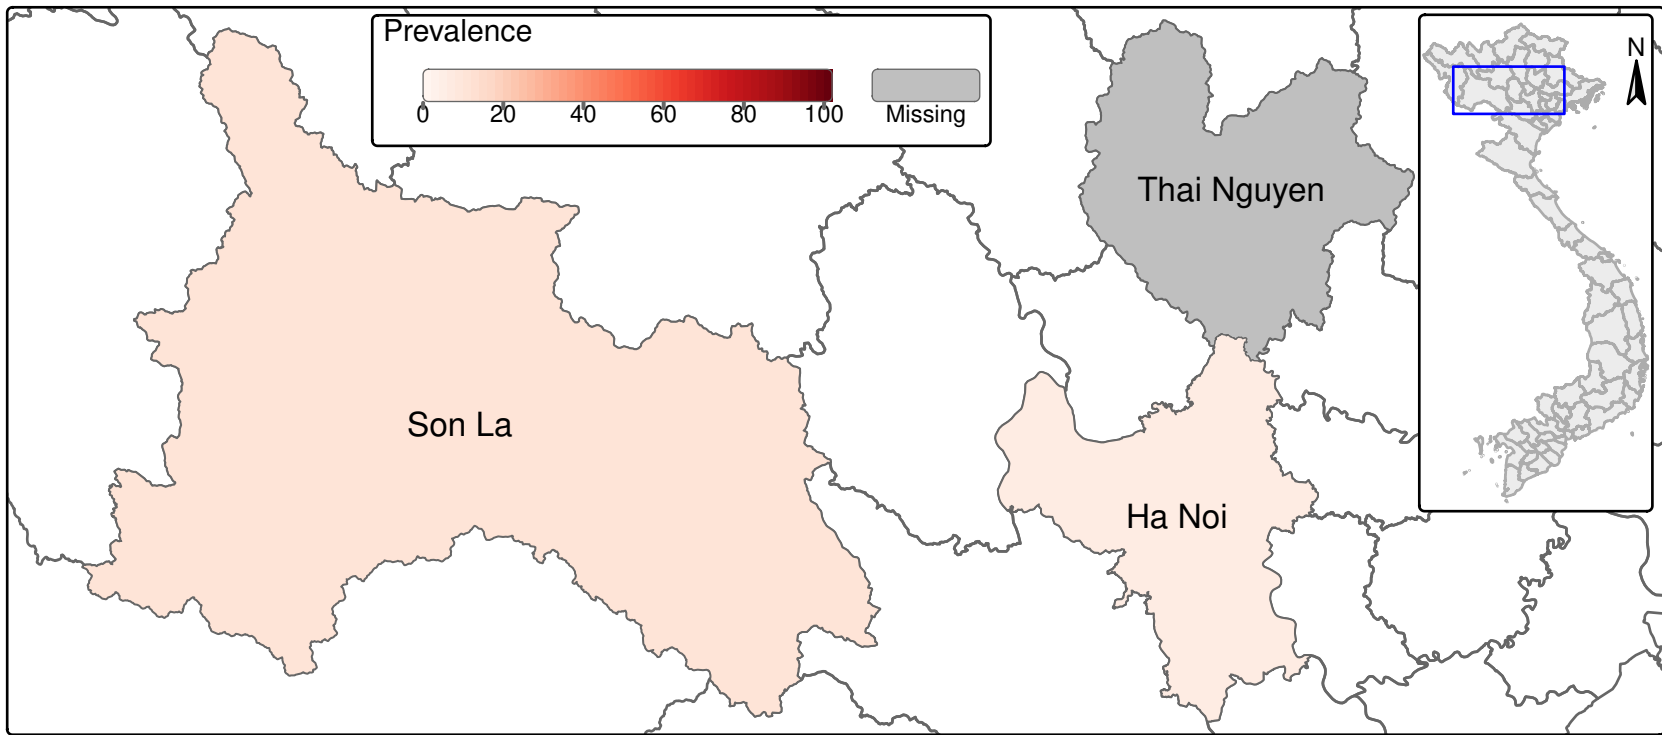 Prevalence
0 20 40 60 80 100
Missing
N
Thai Nguyen
Son La
Ha Noi